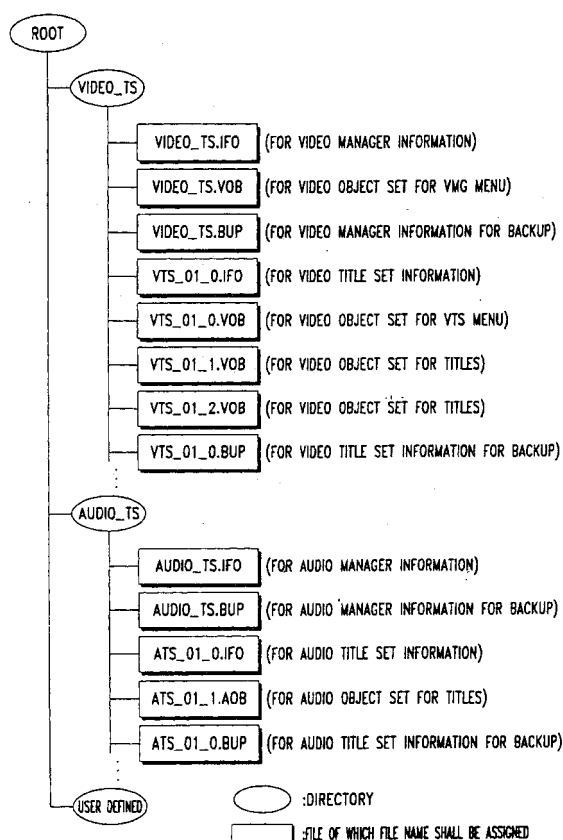 ROOT
VIDEO_TS
VIDEO_TS.IFO (FOR VIDEO MANAGER INFORMATION)
VIDEO_TS.VOB (FOR VIDEO OBJECT SET FOR VMG MENU)
VIDEO_TS.BUP (FOR VIDEO MANAGER INFORMATION FOR BACKUP)
VTS_01_0.IFO (FOR VIDEO TITLE SET INFORMATION)
VTS_01_0.VOB (FOR VIDEO OBJECT SET FOR VTS MENU)
VTS_01_1.VOB (FOR VIDEO OBJECT SET FOR TITLES)
VTS_01_2.VOB (FOR VIDEO OBJECT SET FOR TITLES)
VTS_01_0.BUP (FOR VIDEO TITLE SET INFORMATION FOR BACKUP)
AUDIO_TS
AUDIO_TS.IFO (FOR AUDIO MANAGER INFORMATION)
AUDIO_TS.BUP (FOR AUDIO MANAGER INFORMATION FOR BACKUP)
ATS_01_0.IFO (FOR AUDIO TITLE SET INFORMATION)
ATS_01_1.AOB (FOR AUDIO OBJECT SET FOR TITLES)
ATS_01_0.BUP (FOR AUDIO TITLE SET INFORMATION FOR BACKUP)
USER DEFINED
:DIRECTORY
:FILE OF WHICH FILE NAME SHALL BE ASSIGNED